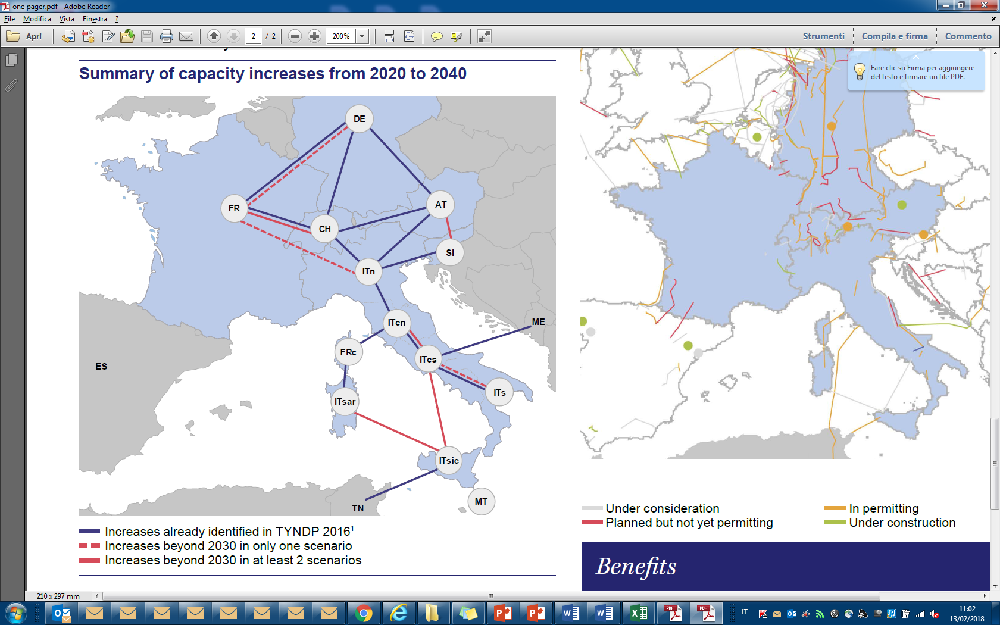 one pager.pdf - Adobe Reader
File Modifica Vista Finestra ?
Apri 2 / 2 200% Strumenti Compila e firma Commento
Summary of capacity increases from 2020 to 2040
Fare clic su Firma per aggiungere
del testo e firmare un file PDF.
DE
FR
AT
CH
SI
ITn
ITcn
ME
FRc
ITcs
ES
ITs
ITsar
ITsic
MT
TN
Increases already identified in TYNDP 2016¹
Increases beyond 2030 in only one scenario
Increases beyond 2030 in at least 2 scenarios
Under consideration
Planned but not yet permitting
In permitting
Under construction
Benefits
210 x 297 mm
IT
11:02
13/02/2018